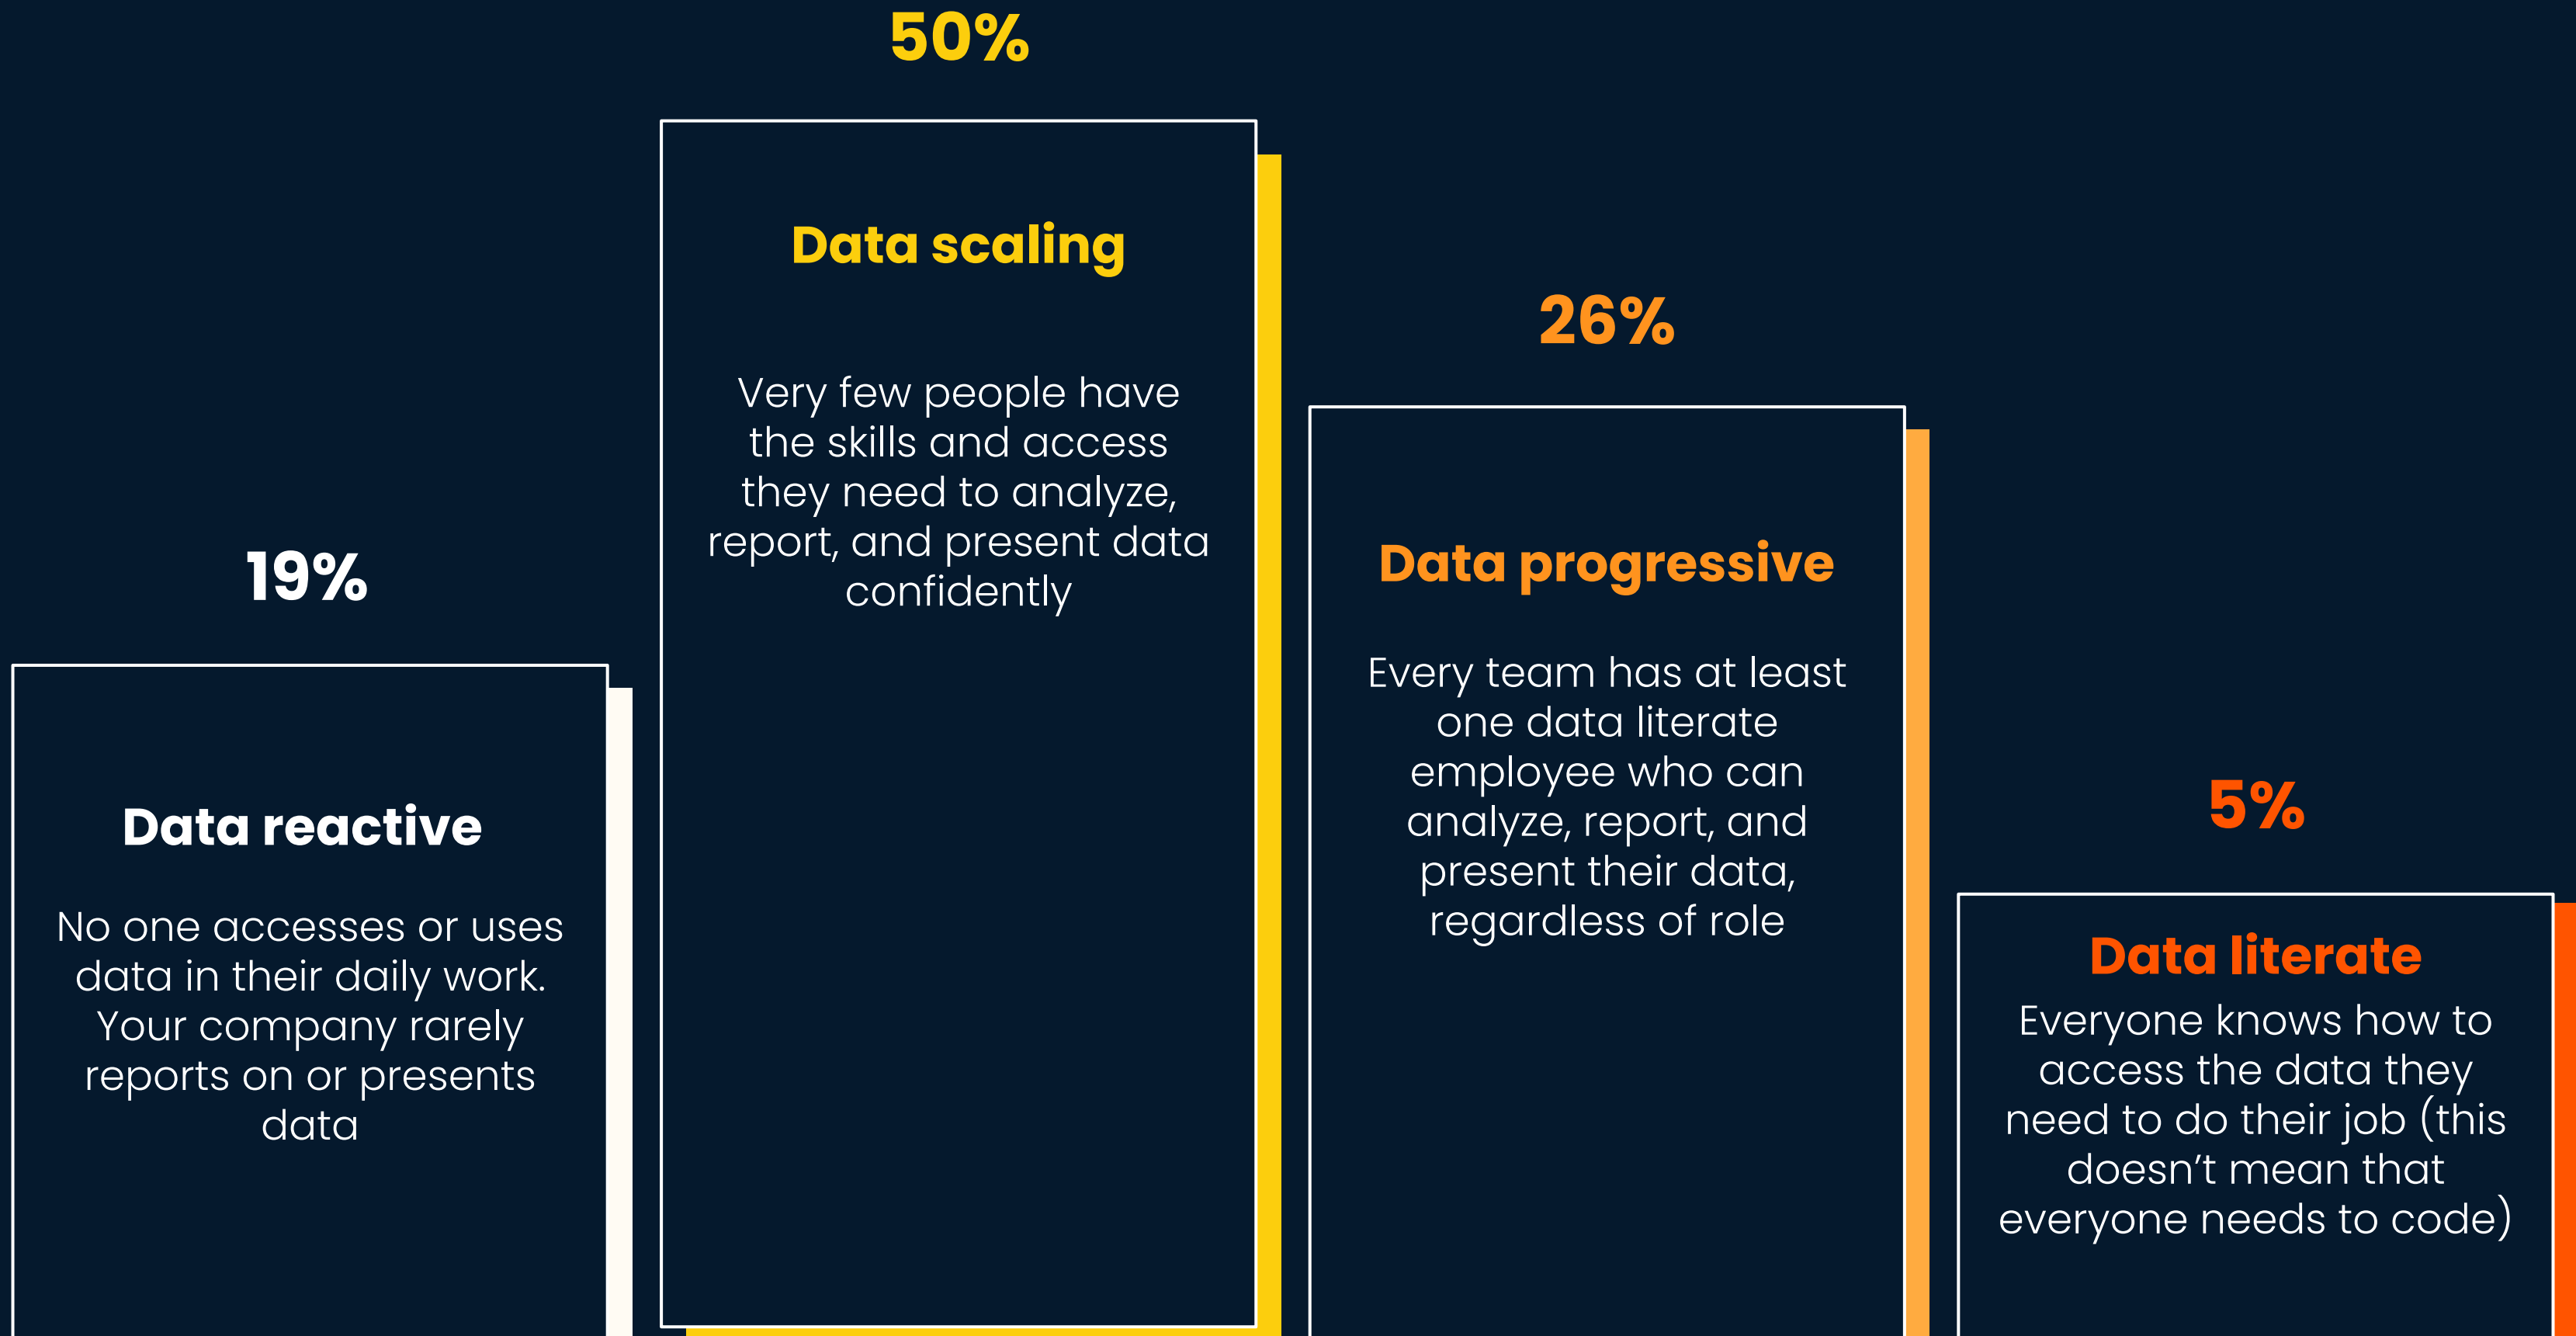 19%
Data reactive
No one accesses or uses
data in their daily work.
Your company rarely
reports on or presents
data
50%
Data scaling
Very few people have
the skills and access
they need to analyze,
report, and present data
confidently
26%
Data progressive
Every team has at least
one data literate
employee who can
analyze, report, and
present their data,
regardless of role
5%
Data literate
Everyone knows how to
access the data they
need to do their job (this
doesn’t mean that
everyone needs to code)